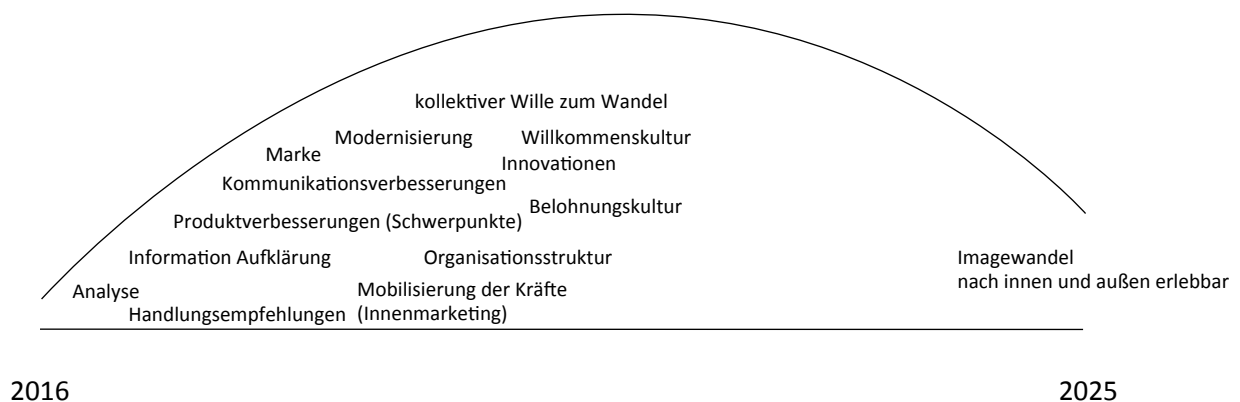 kollektiver Wille zum Wandel
Modernisierung
Willkommenskultur
Marke
Innovationen
Kommunikationsverbesserungen
Belohnungskultur
Produktverbesserungen (Schwerpunkte)
Information Aufklärung
Organisationsstruktur
Imagewandel
nach innen und außen erlebbar
Analyse
Mobilisierung der Kräfte
(Innenmarketing)
Handlungsempfehlungen
2016
2025